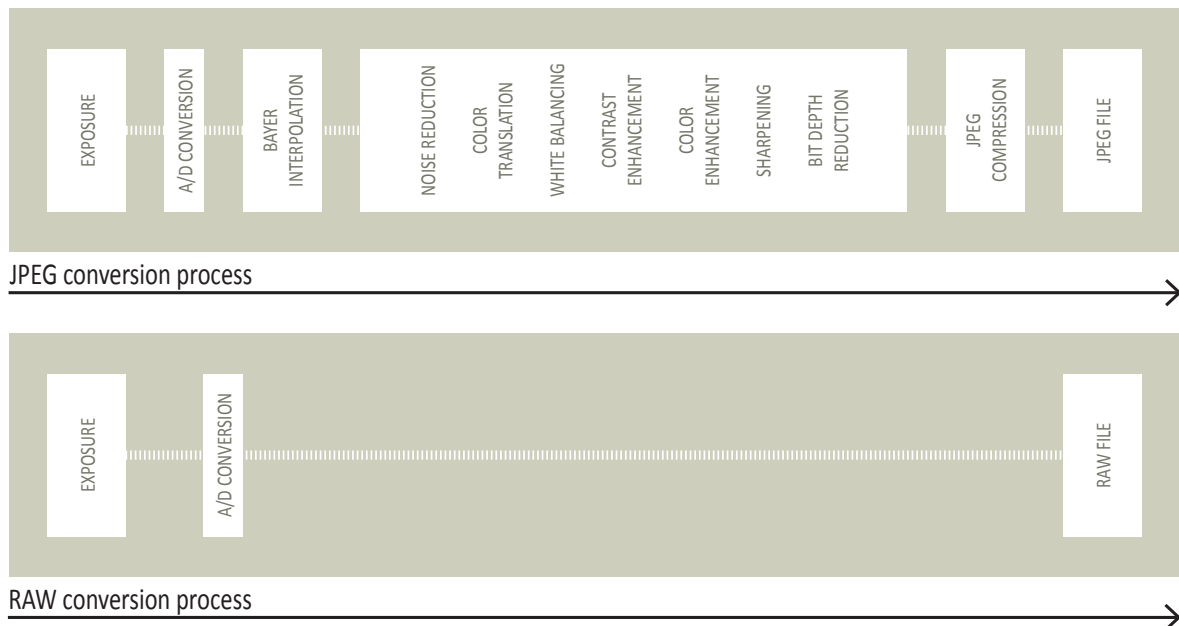 EXPOSURE
A/D CONVERSION
BAYER
INTERPOLATION
NOISE REDUCTION
COLOR
TRANSLATION
WHITE BALANCING
CONTRAST
ENHANCEMENT
COLOR
ENHANCEMENT
SHARPENING
BIT DEPTH
REDUCTION
JPEG
COMPRESSION
JPEG FILE
JPEG conversion process
EXPOSURE
A/D CONVERSION
RAW FILE
RAW conversion process